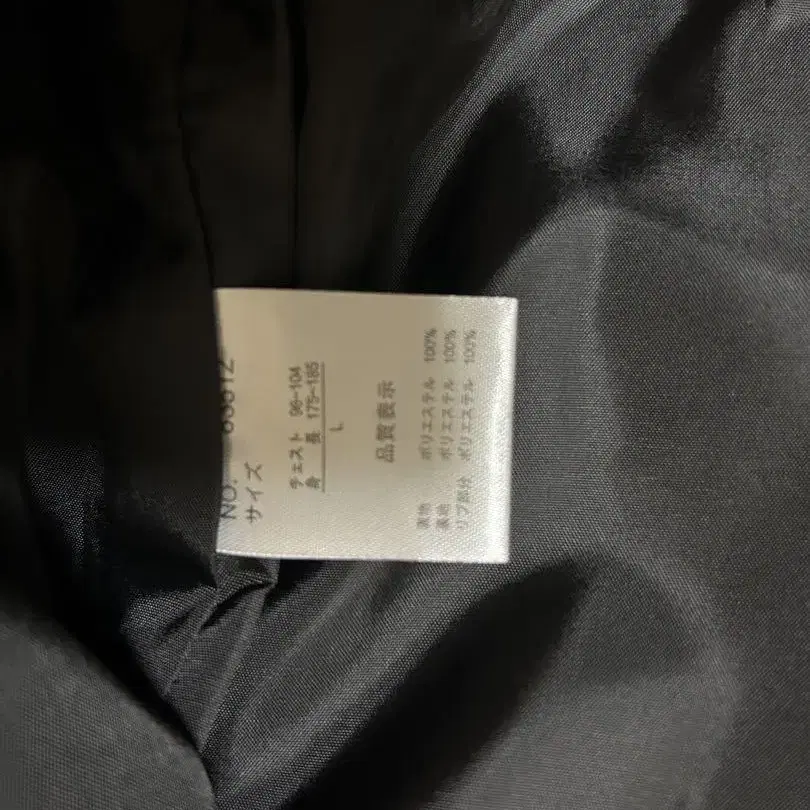 NO.
サイズ
チェスト 96-104
身 長 175-185
L
品質表示
表地 ポリエステル 100%
裏地 ポリエステル 100%
リブ部分 ポリエステル 100%